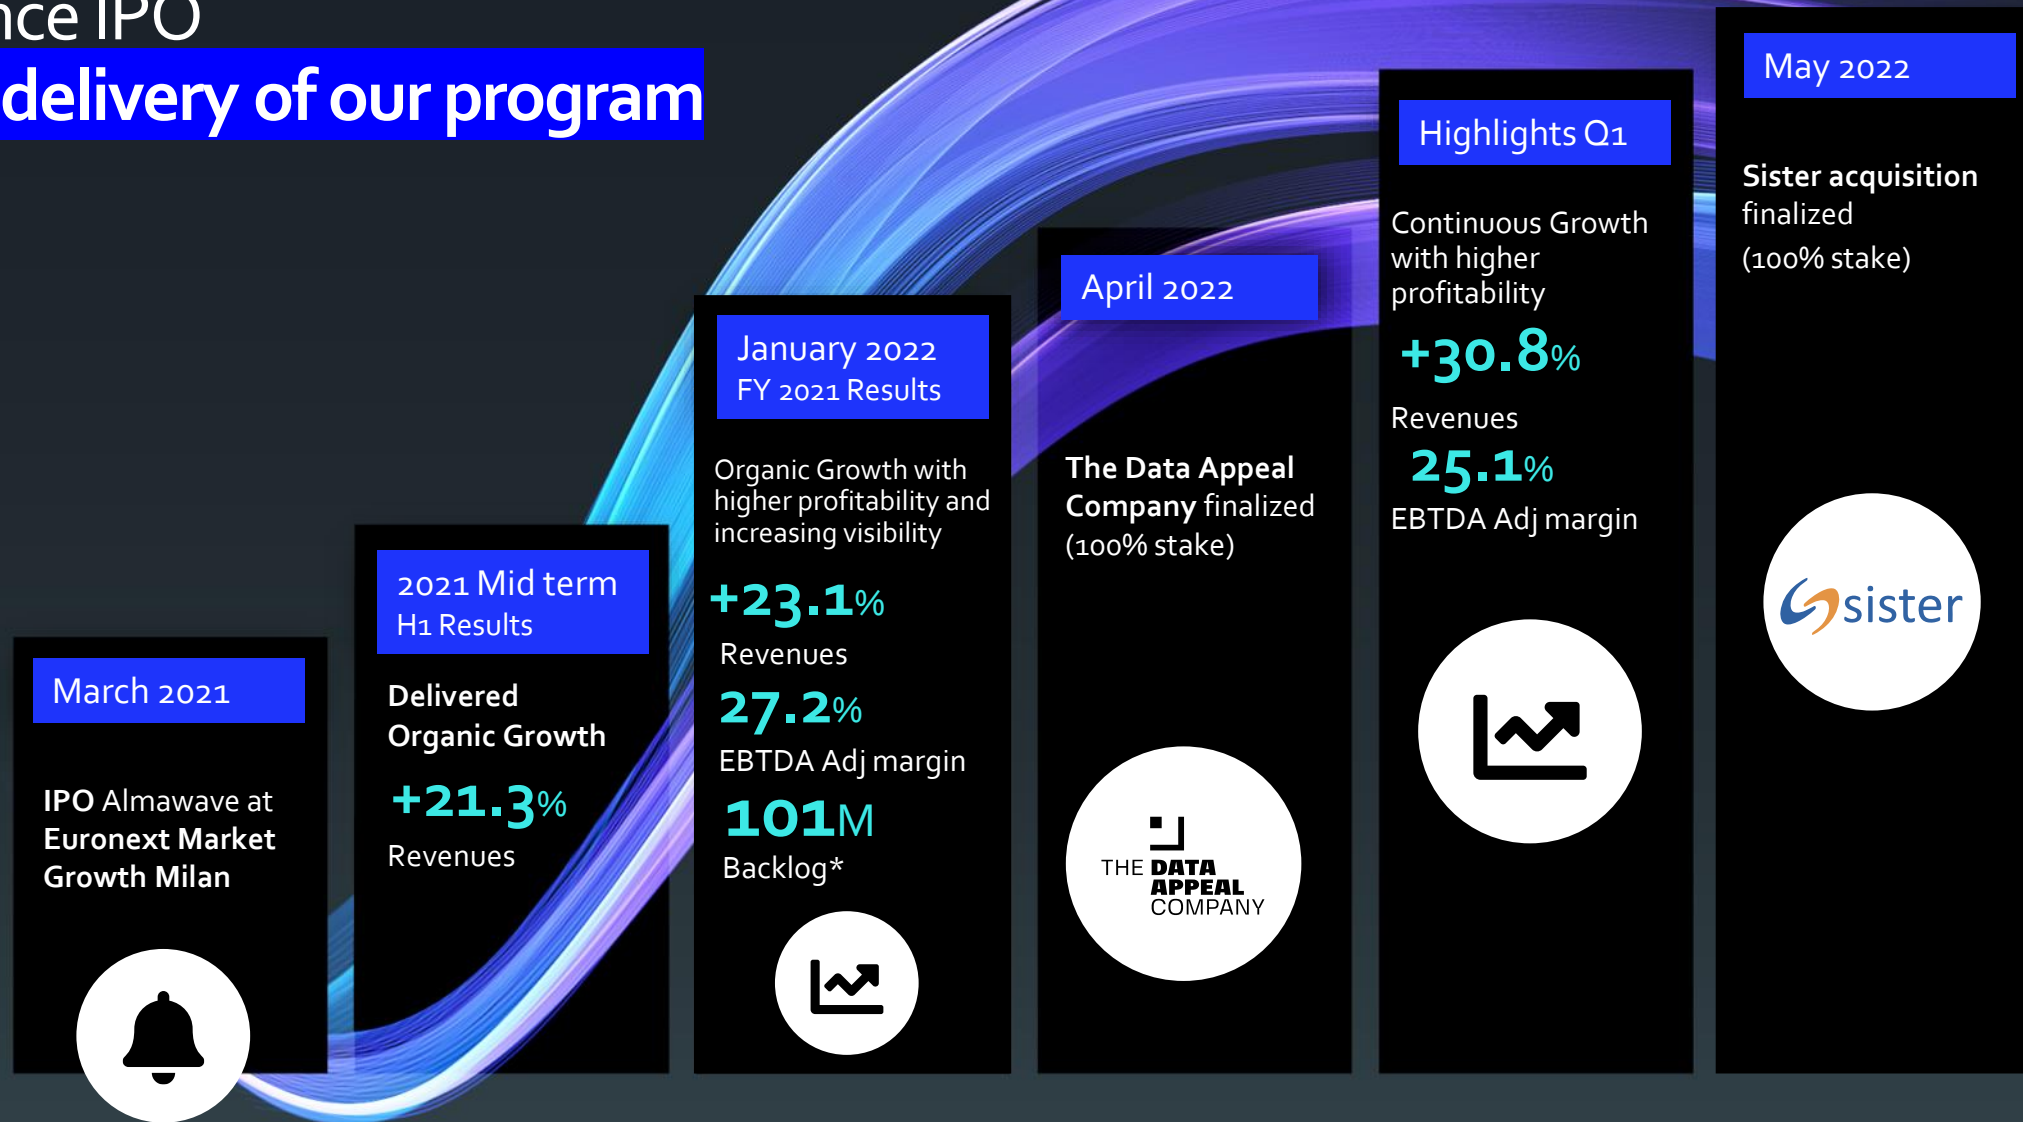 delivery of our program
March 2021
IPO Almawave at
Euronext Market
Growth Milan
2021 Mid term
H1 Results
Delivered
Organic Growth
+21.3%
Revenues
January 2022
FY 2021 Results
Organic Growth with
higher profitability and
increasing visibility
+23.1%
Revenues
27.2%
EBTDA Adj margin
101M
Backlog*
April 2022
The Data Appeal
Company finalized
(100% stake)
THE DATA
APPEAL
COMPANY
Highlights Q1
Continuous Growth
with higher
profitability
+30.8%
Revenues
25.1%
EBTDA Adj margin
May 2022
Sister acquisition
finalized
(100% stake)
sister